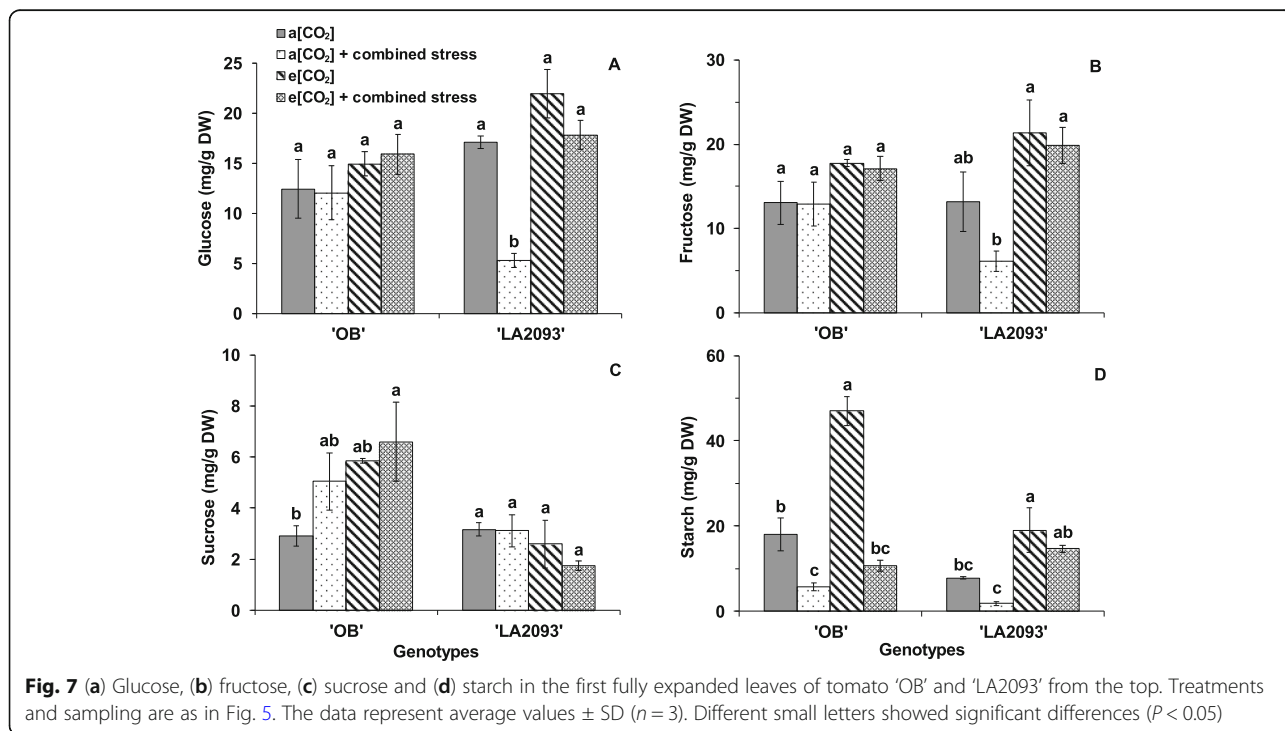 a[CO₂]
a[CO₂] + combined stress
e[CO₂]
e[CO₂] + combined stress
A
Glucose (mg/g DW)
25
20
15
10
5
0
a a a a a b a a
'OB' 'LA2093'
B
Fructose (mg/g DW)
30
20
10
0
a a a a ab b a a
'OB' 'LA2093'
C
Sucrose (mg/g DW)
10
8
6
4
2
0
b ab ab a a a a a
'OB' 'LA2093'
Genotypes
D
Starch (mg/g DW)
60
40
20
0
b c a bc bc c a ab
'OB' 'LA2093'
Genotypes
Fig. 7 (a) Glucose, (b) fructose, (c) sucrose and (d) starch in the first fully expanded leaves of tomato 'OB' and 'LA2093' from the top. Treatments
and sampling are as in Fig. 5. The data represent average values ± SD (n = 3). Different small letters showed significant differences (P < 0.05)